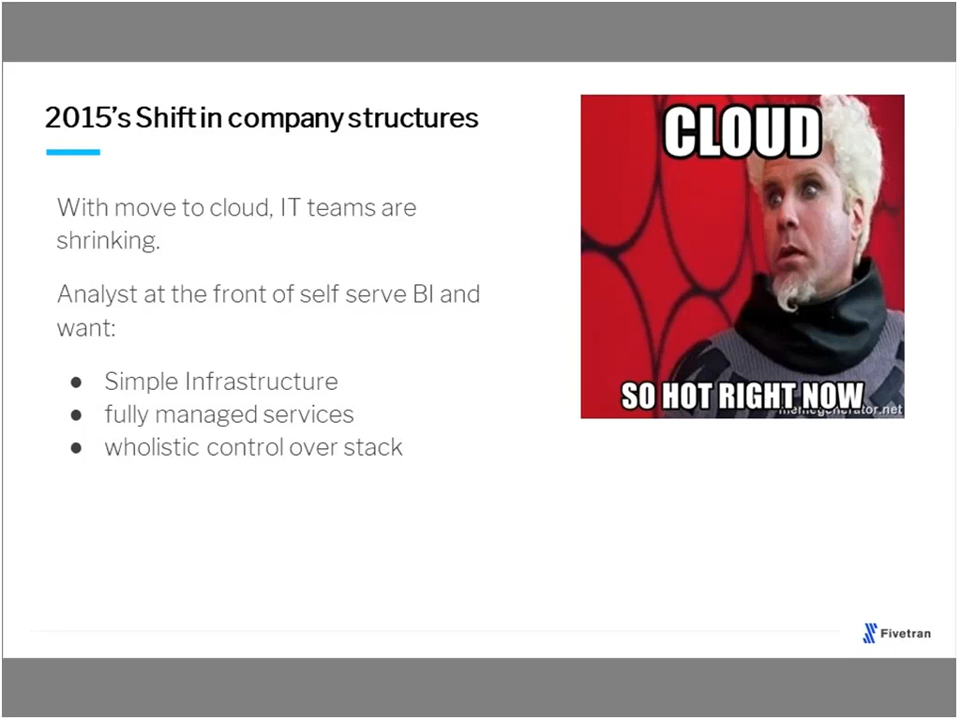 2015's Shift in company structures
With move to cloud, IT teams are
shrinking.
Analyst at the front of self serve BI and
want:
● Simple Infrastructure
● fully managed services
● wholistic control over stack
CLOUD
SO HOT RIGHT NOW
memegenerator.net
Fivetran